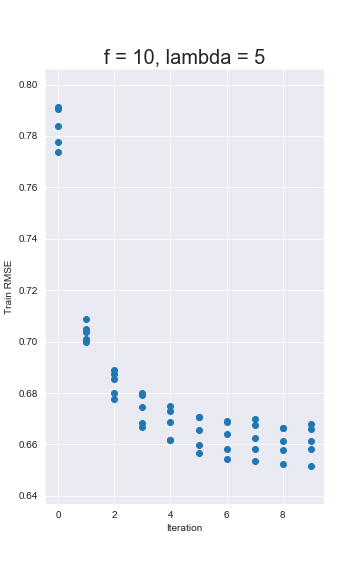 f = 10, lambda = 5
0.80
0.78
0.76
0.74
0.72
0.70
0.68
0.66
0.64
Train RMSE
0 2 4 6 8
Iteration